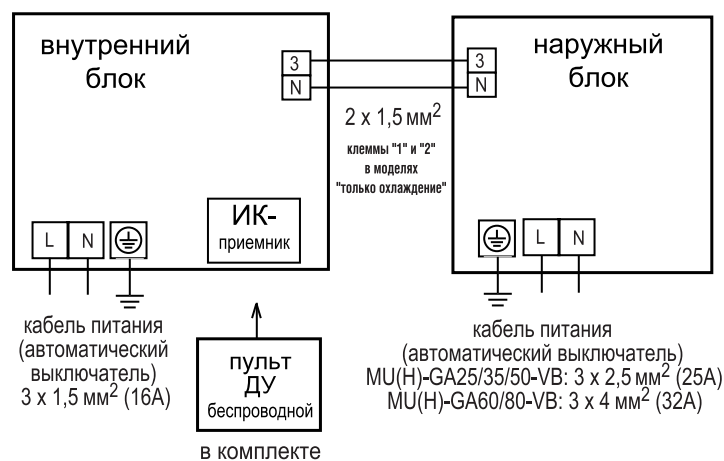 внутренний
блок
3
N
3
N
наружный
блок
2 x 1,5 мм²
клеммы "1" и "2"
в моделях
"только охлаждение"
L N
ИК-
приемник
L N
кабель питания
(автоматический
выключатель)
3 x 1,5 мм² (16А)
пульт
ДУ
беспроводной
в комплекте
кабель питания
(автоматический выключатель)
MU(H)-GA25/35/50-VB: 3 x 2,5 мм² (25А)
MU(H)-GA60/80-VB: 3 x 4 мм² (32А)